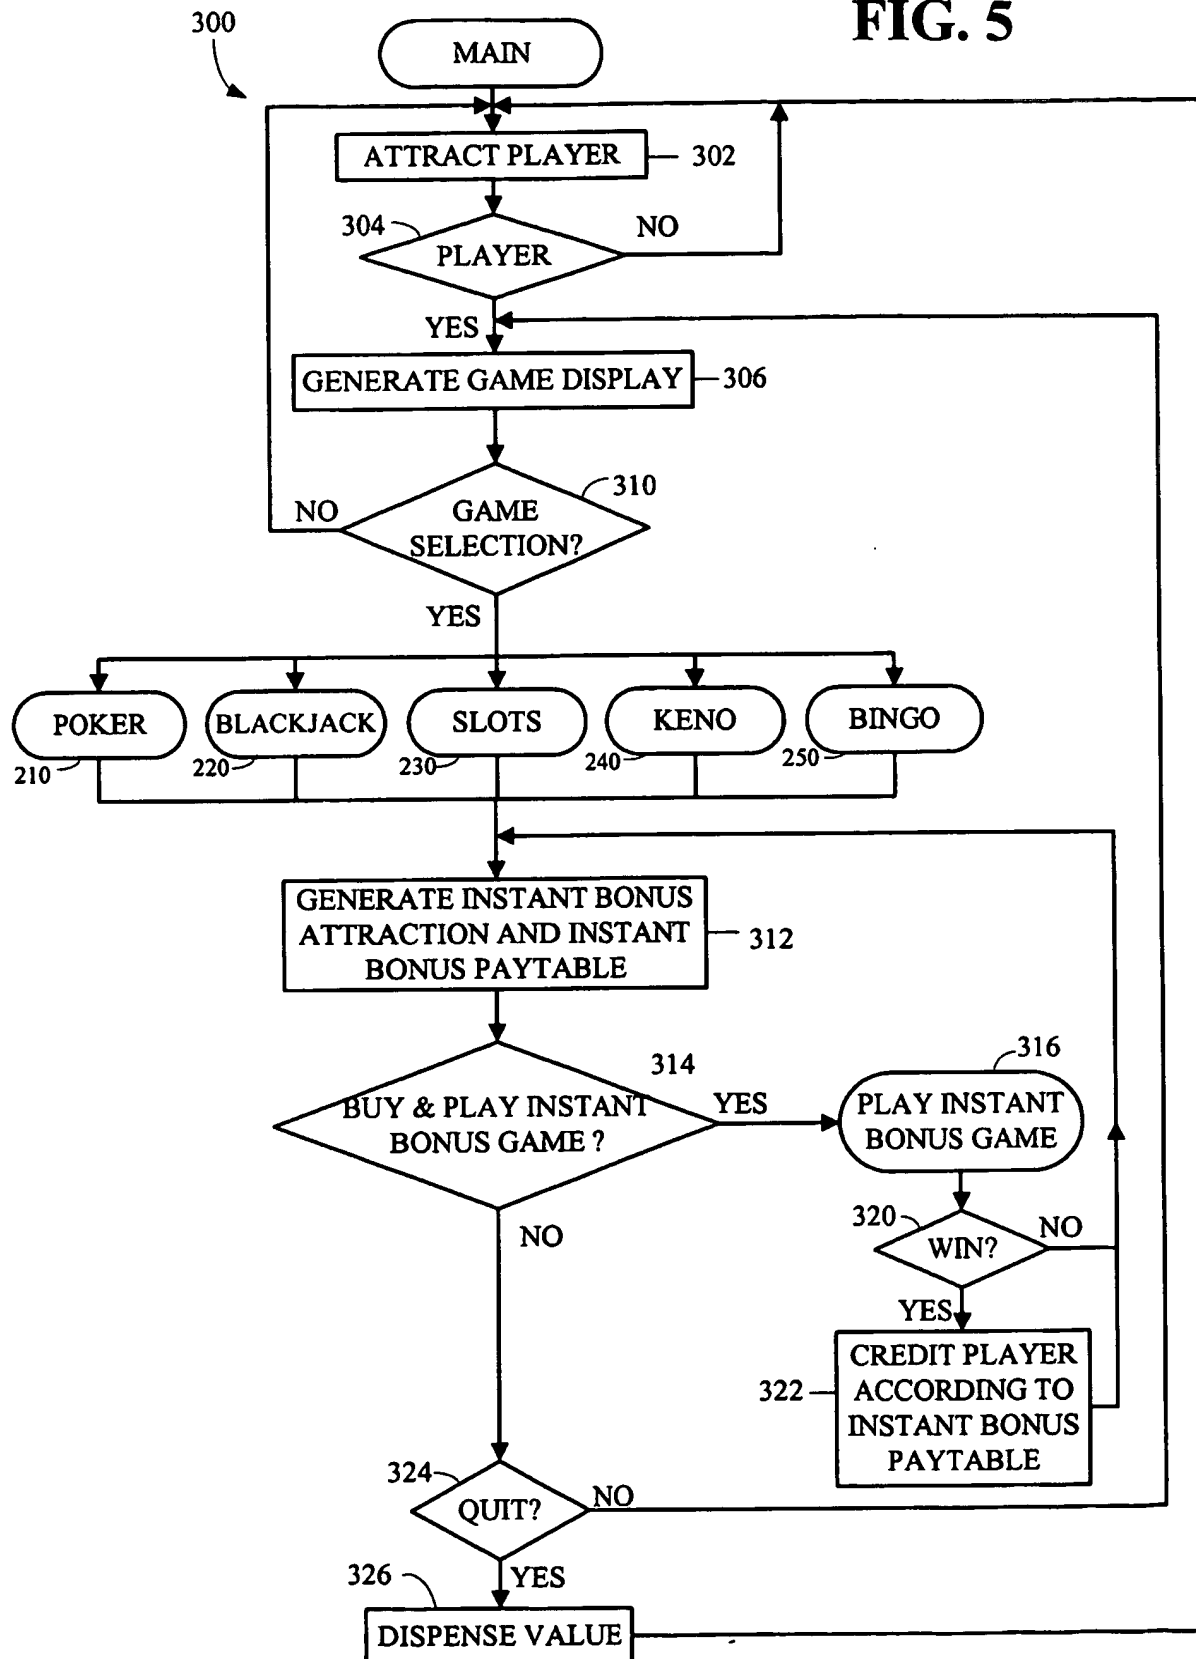 FIG. 5
300
MAIN
ATTRACT PLAYER
302
304
PLAYER
NO
YES
GENERATE GAME DISPLAY
306
310
GAME
SELECTION?
NO
YES
POKER
BLACKJACK
SLOTS
KENO
BINGO
210
220
230
240
250
GENERATE INSTANT BONUS
ATTRACTION AND INSTANT
BONUS PAYTABLE
312
314
BUY & PLAY INSTANT
BONUS GAME ?
YES
316
PLAY INSTANT
BONUS GAME
NO
320
WIN?
NO
YES
322
CREDIT PLAYER
ACCORDING TO
INSTANT BONUS
PAYTABLE
324
QUIT?
NO
YES
326
DISPENSE VALUE